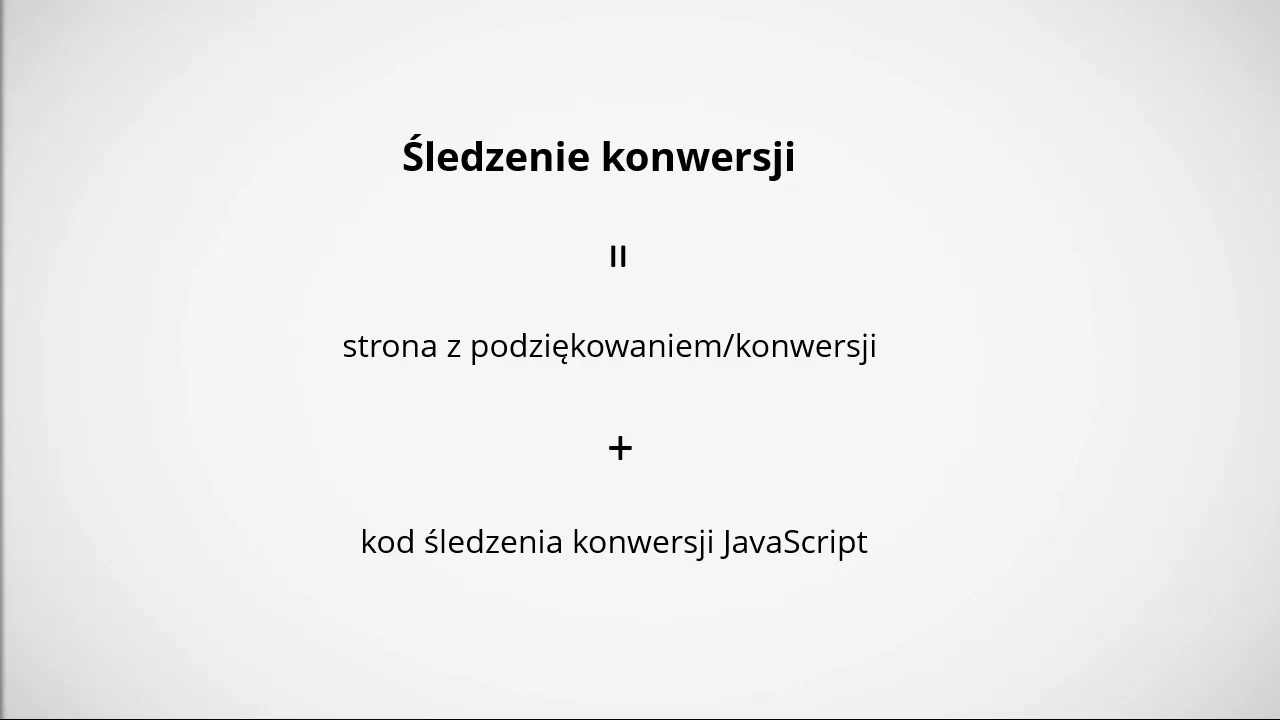 Śledzenie konwersji
=
strona z podziękowaniem/konwersji
+
kod śledzenia konwersji JavaScript